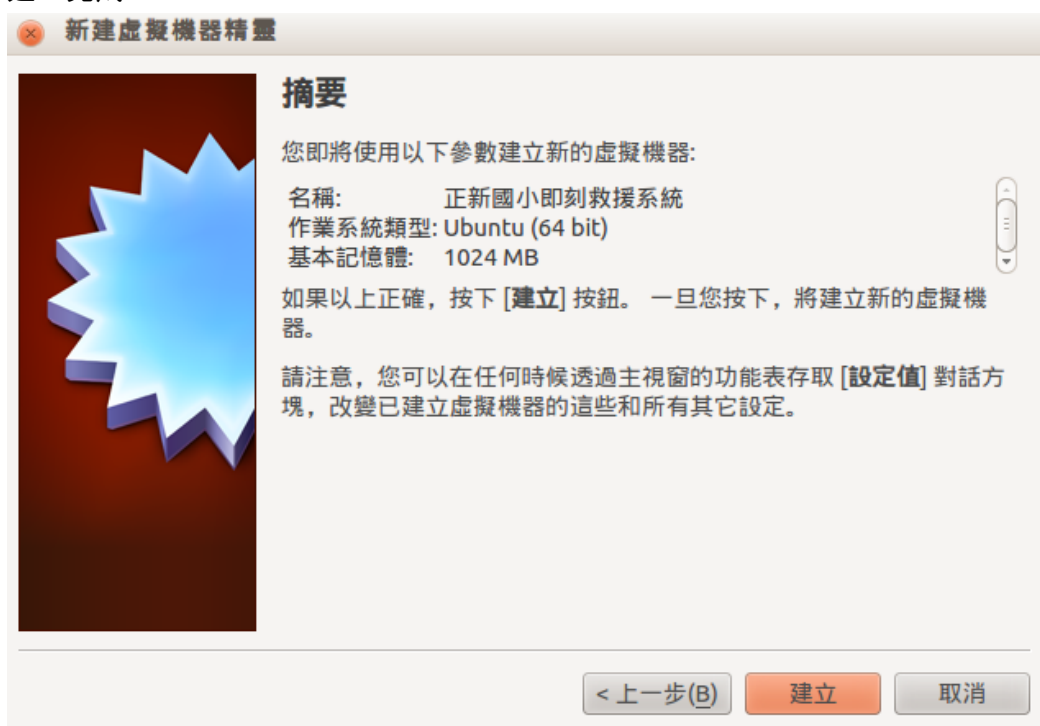 新建虛擬機器精靈
摘要
您即將使用以下參數建立新的虛擬機器:
名稱: 正新國小即刻救援系統
作業系統類型: Ubuntu (64 bit)
基本記憶體: 1024 MB
如果以上正確，按下 [建立] 按鈕。 一旦您按下，將建立新的虛擬機
器。
請注意，您可以在任何時候透過主視窗的功能表存取 [設定值] 對話方
塊，改變已建立虛擬機器的這些和所有其它設定。
< 上一步(B)
建立
取消